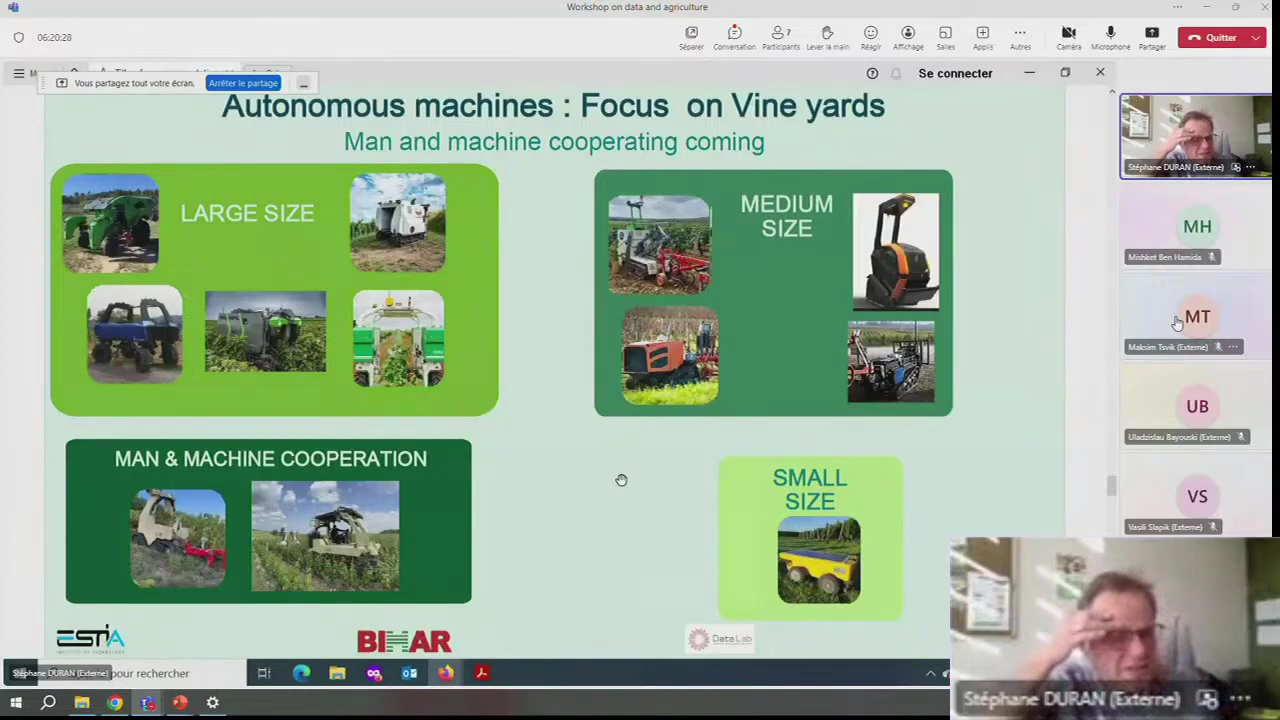 Workshop on data and agriculture
06:20:28
Séparer
Conversation
7
Participants
Lever la main
Réagir
Affichage
Salles
Applis
Autres
Caméra
Microphone
Partager
Quitter
Vous partagez tout votre écran.
Arrêter le partage
Se connecter
Autonomous machines : Focus on Vine yards
Man and machine cooperating coming
LARGE SIZE
MEDIUM
SIZE
MAN & MACHINE COOPERATION
SMALL
SIZE
ESTIA
BIHAR
Data Lab
Stéphane DURAN (Externe)
pour rechercher
Stéphane DURAN (Externe)
MH
Mishket Ben Hamida
MT
Maksim Tsvik (Externe)
UB
Uladzislau Bayouski (Externe)
VS
Vasili Slapik (Externe)
Stéphane DURAN (Externe)